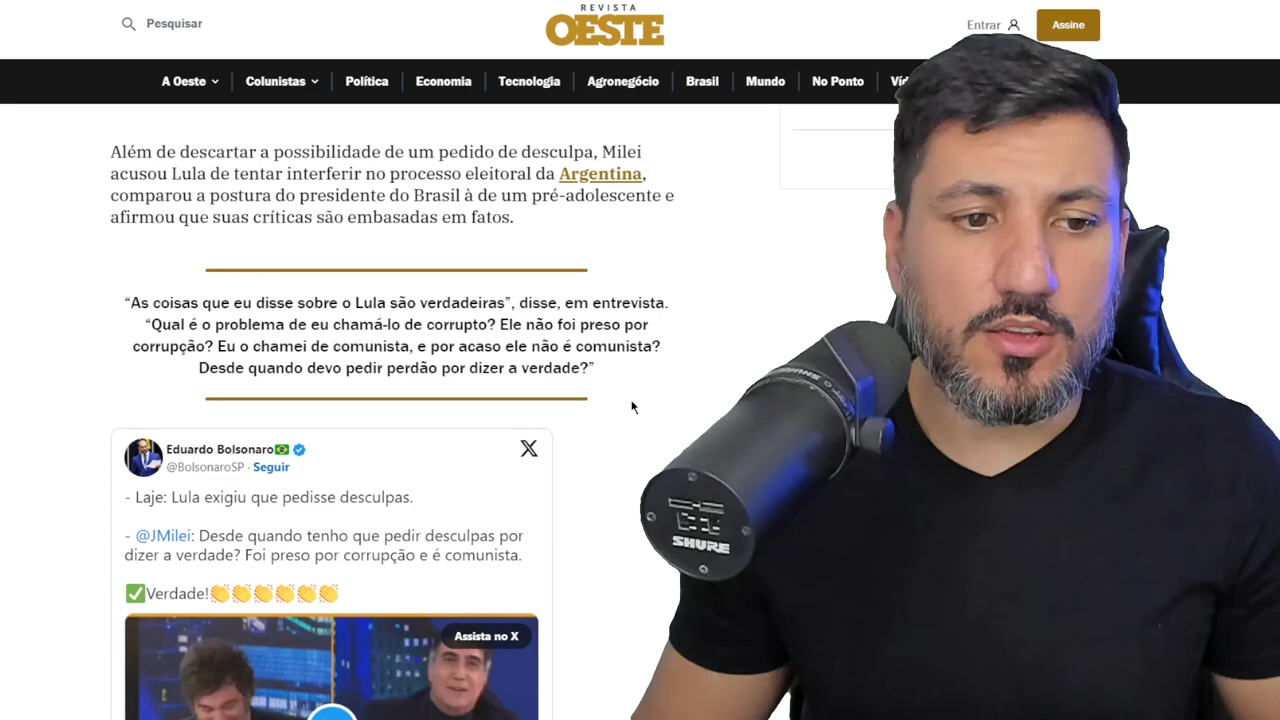 Pesquisar
REVISTA
OESTE
Entrar
Assine
A Oeste
Colunistas
Política
Economia
Tecnologia
Agronegócio
Brasil
Mundo
No Ponto
Além de descartar a possibilidade de um pedido de desculpa, Milei
acusou Lula de tentar interferir no processo eleitoral da Argentina,
comparou a postura do presidente do Brasil à de um pré-adolescente e
afirmou que suas críticas são embasadas em fatos.
“As coisas que eu disse sobre o Lula são verdadeiras”, disse, em entrevista.
“Qual é o problema de eu chamá-lo de corrupto? Ele não foi preso por
corrupção? Eu o chamei de comunista, e por acaso ele não é comunista?
Desde quando devo pedir perdão por dizer a verdade?”
Eduardo Bolsonaro🇧🇷
@BolsonaroSP · Seguir
- Laje: Lula exigiu que pedisse desculpas.
- @JMilei: Desde quando tenho que pedir desculpas por
dizer a verdade? Foi preso por corrupção e é comunista.
✅Verdade!👏👏👏👏👏👏
Assista no X
SHURE